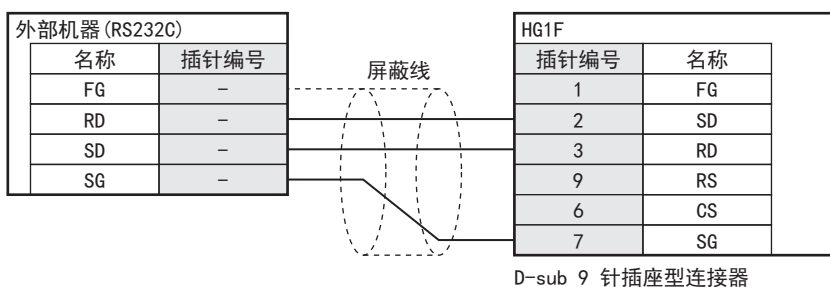 外部机器(RS232C)
名称 插针编号
FG －
RD －
SD －
SG －
屏蔽线
HG1F
插针编号 名称
1 FG
2 SD
3 RD
9 RS
6 CS
7 SG
D-sub 9 针插座型连接器